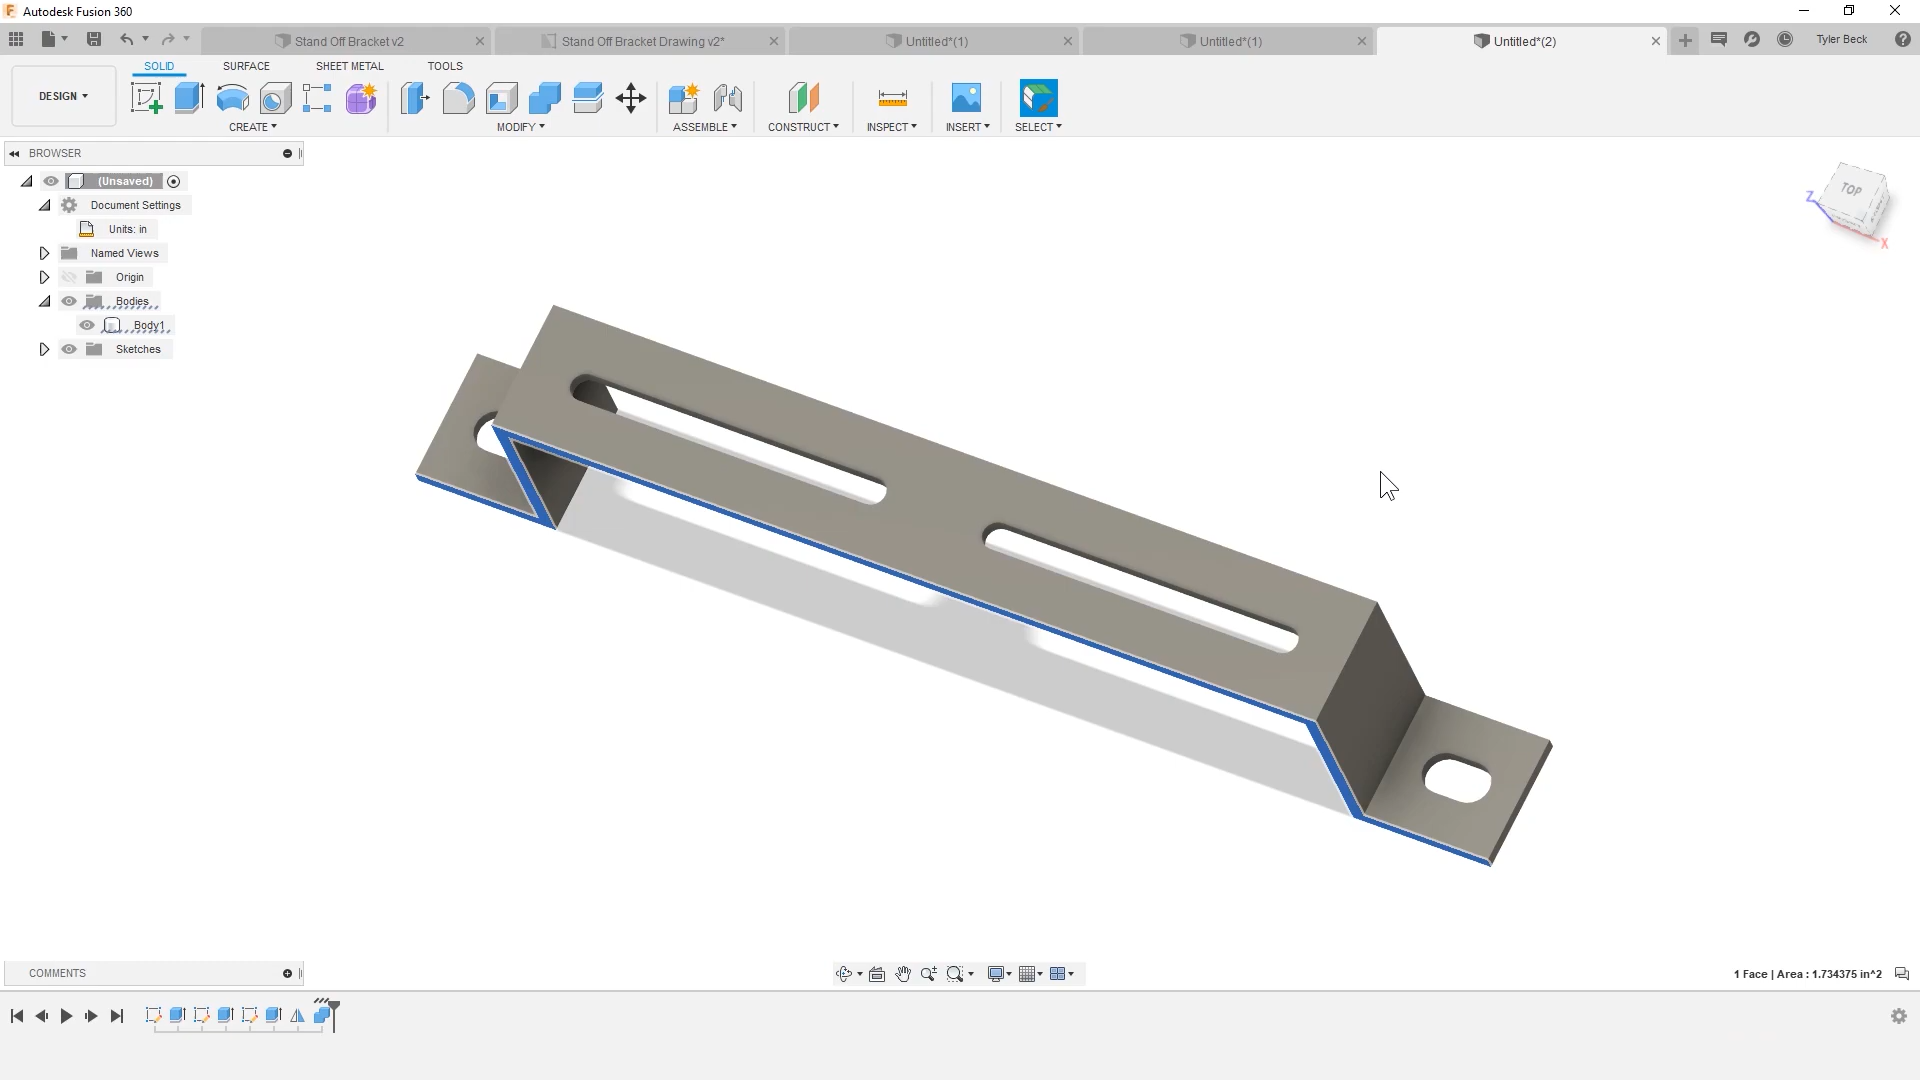 Autodesk Fusion 360
Stand Off Bracket v2
Stand Off Bracket Drawing v2*
Untitled*(1)
Untitled*(1)
Untitled*(2)
Tyler Beck
SOLID
SURFACE
SHEET METAL
TOOLS
DESIGN
CREATE
MODIFY
ASSEMBLE
CONSTRUCT
INSPECT
INSERT
SELECT
BROWSER
(Unsaved)
Document Settings
Units: in
Named Views
Origin
Bodies
Body1
Sketches
TOP
Z
X
COMMENTS
1 Face | Area : 1.734375 in^2